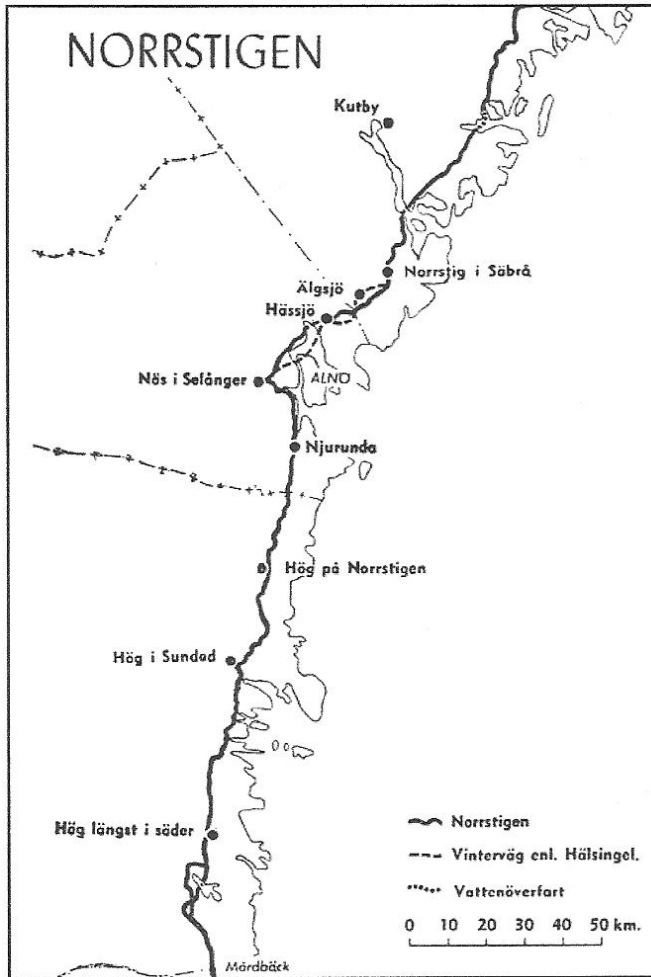 NORRSTIGEN
Kutby
Norrstig i Säbrå
Älgsjö
Hässjö
ALNÖ
Nös i Selånger
Njurunda
Hög på Norrstigen
Hög i Sundad
Hög längst i söder
Norrstigen
Vinterväg enl. Hälsingel.
Vattenöverfart
0 10 20 30 40 50 km.
Mårdbäck